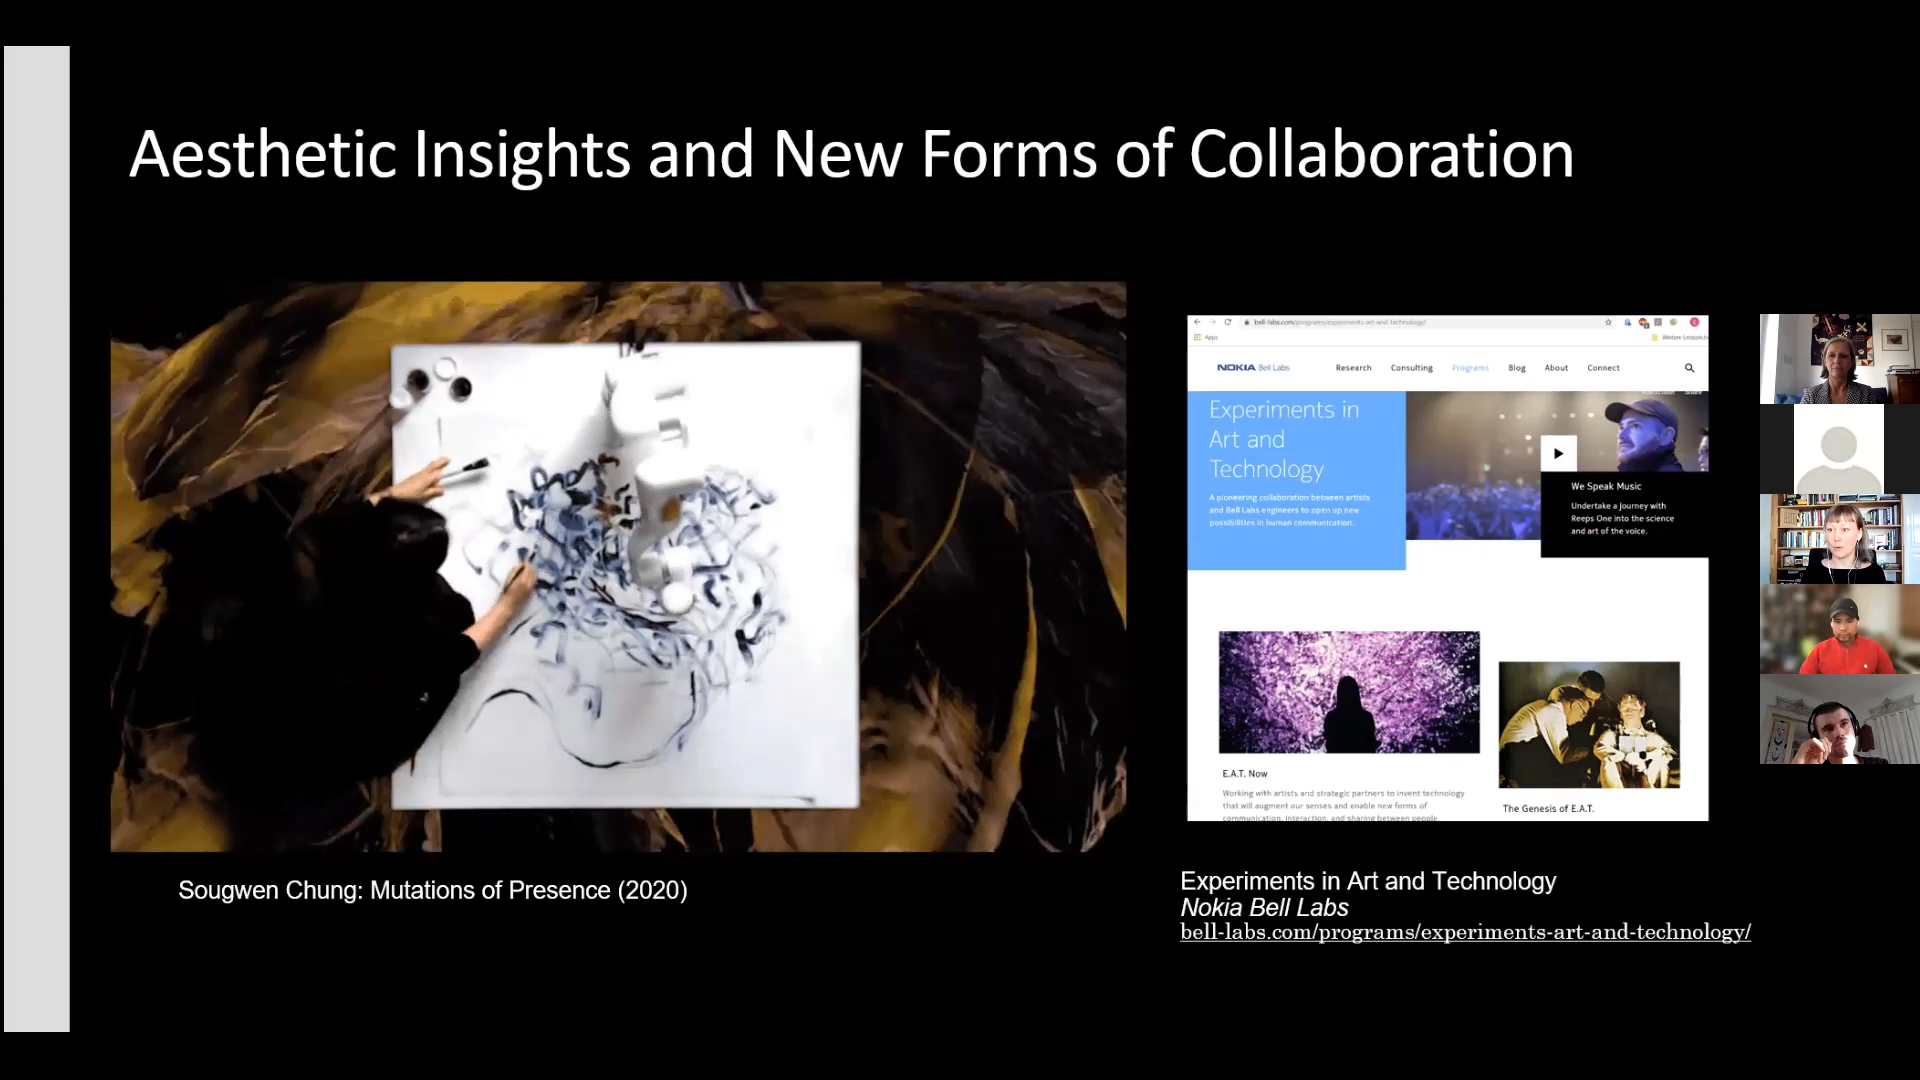 Aesthetic Insights and New Forms of Collaboration
bell-labs.com/programs/experiments-art-and-technology/
Apps
NOKIA Bell Labs
Research
Consulting
Programs
Blog
About
Connect
Experiments in
Art and
Technology
A pioneering collaboration between artists
and Bell Labs engineers to open up new
possibilities in human communication.
We Speak Music
Undertake a journey with
Reeps One into the science
and art of the voice.
E.A.T. Now
Working with artists and strategic partners to invent technology
that will augment our senses and enable new forms of
communication, interaction, and sharing between people.
The Genesis of E.A.T.
Sougwen Chung: Mutations of Presence (2020)
Experiments in Art and Technology
Nokia Bell Labs
bell-labs.com/programs/experiments-art-and-technology/